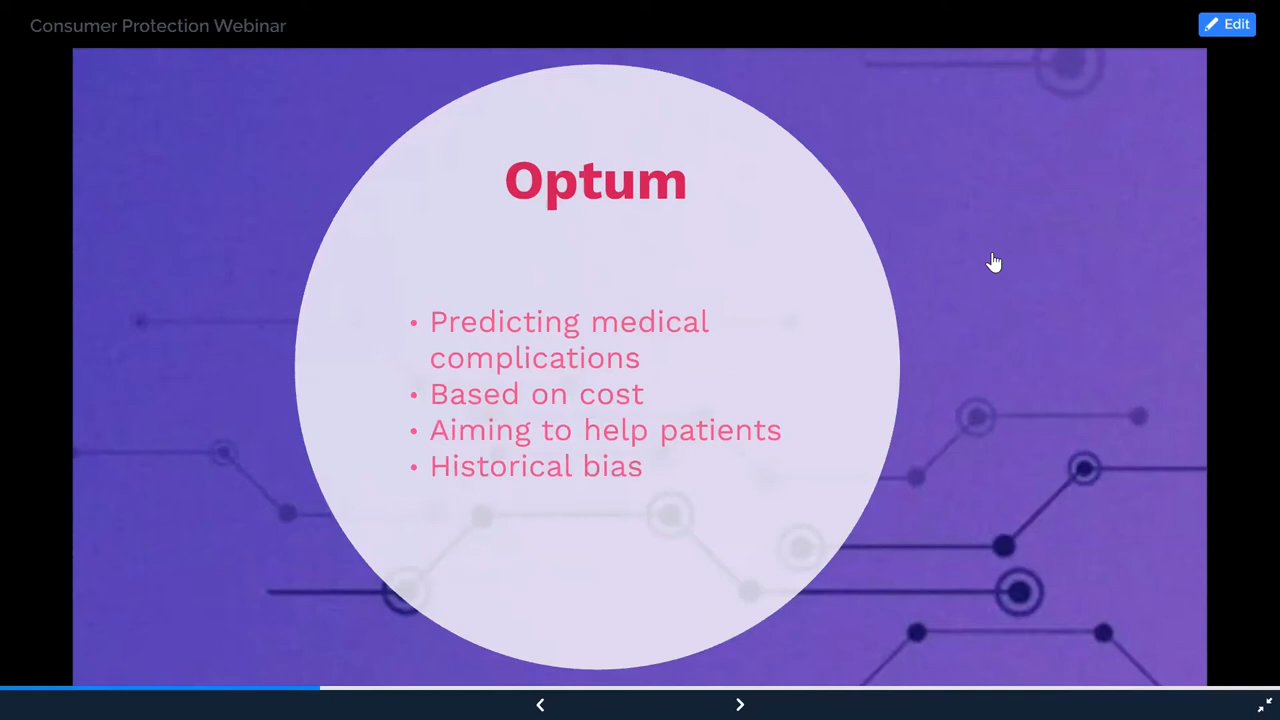 Consumer Protection Webinar
Edit
Optum
• Predicting medical
complications
• Based on cost
• Aiming to help patients
• Historical bias